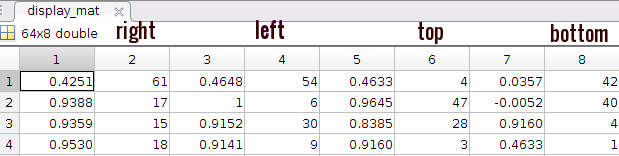 display_mat
64x8 double right left top bottom
1 2 3 4 5 6 7 8
1 0.4251 61 0.4648 54 0.4633 4 0.0357 42
2 0.9388 17 1 6 0.9645 47 -0.0052 40
3 0.9359 15 0.9152 30 0.8385 28 0.9160 4
4 0.9530 18 0.9141 9 0.9160 3 0.4633 1